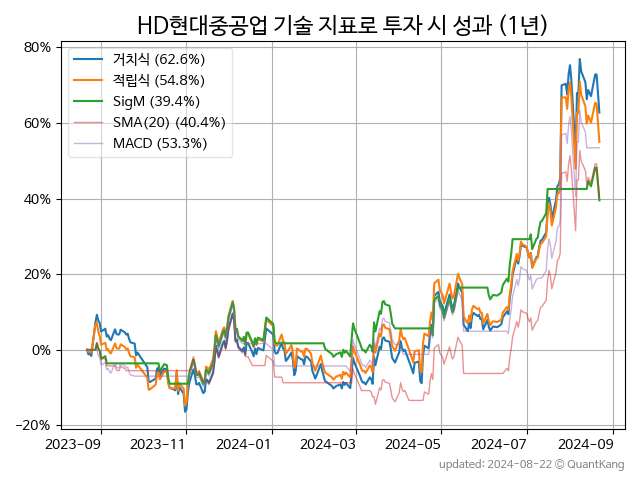 HD현대중공업 기술 지표로 투자 시 성과 (1년)
80%
거치식 (62.6%)
적립식 (54.8%)
SigM (39.4%)
SMA(20) (40.4%)
MACD (53.3%)
60%
40%
20%
0%
−20%
2023-09 2023-11 2024-01 2024-03 2024-05 2024-07 2024-09
updated: 2024-08-22 © QuantKang